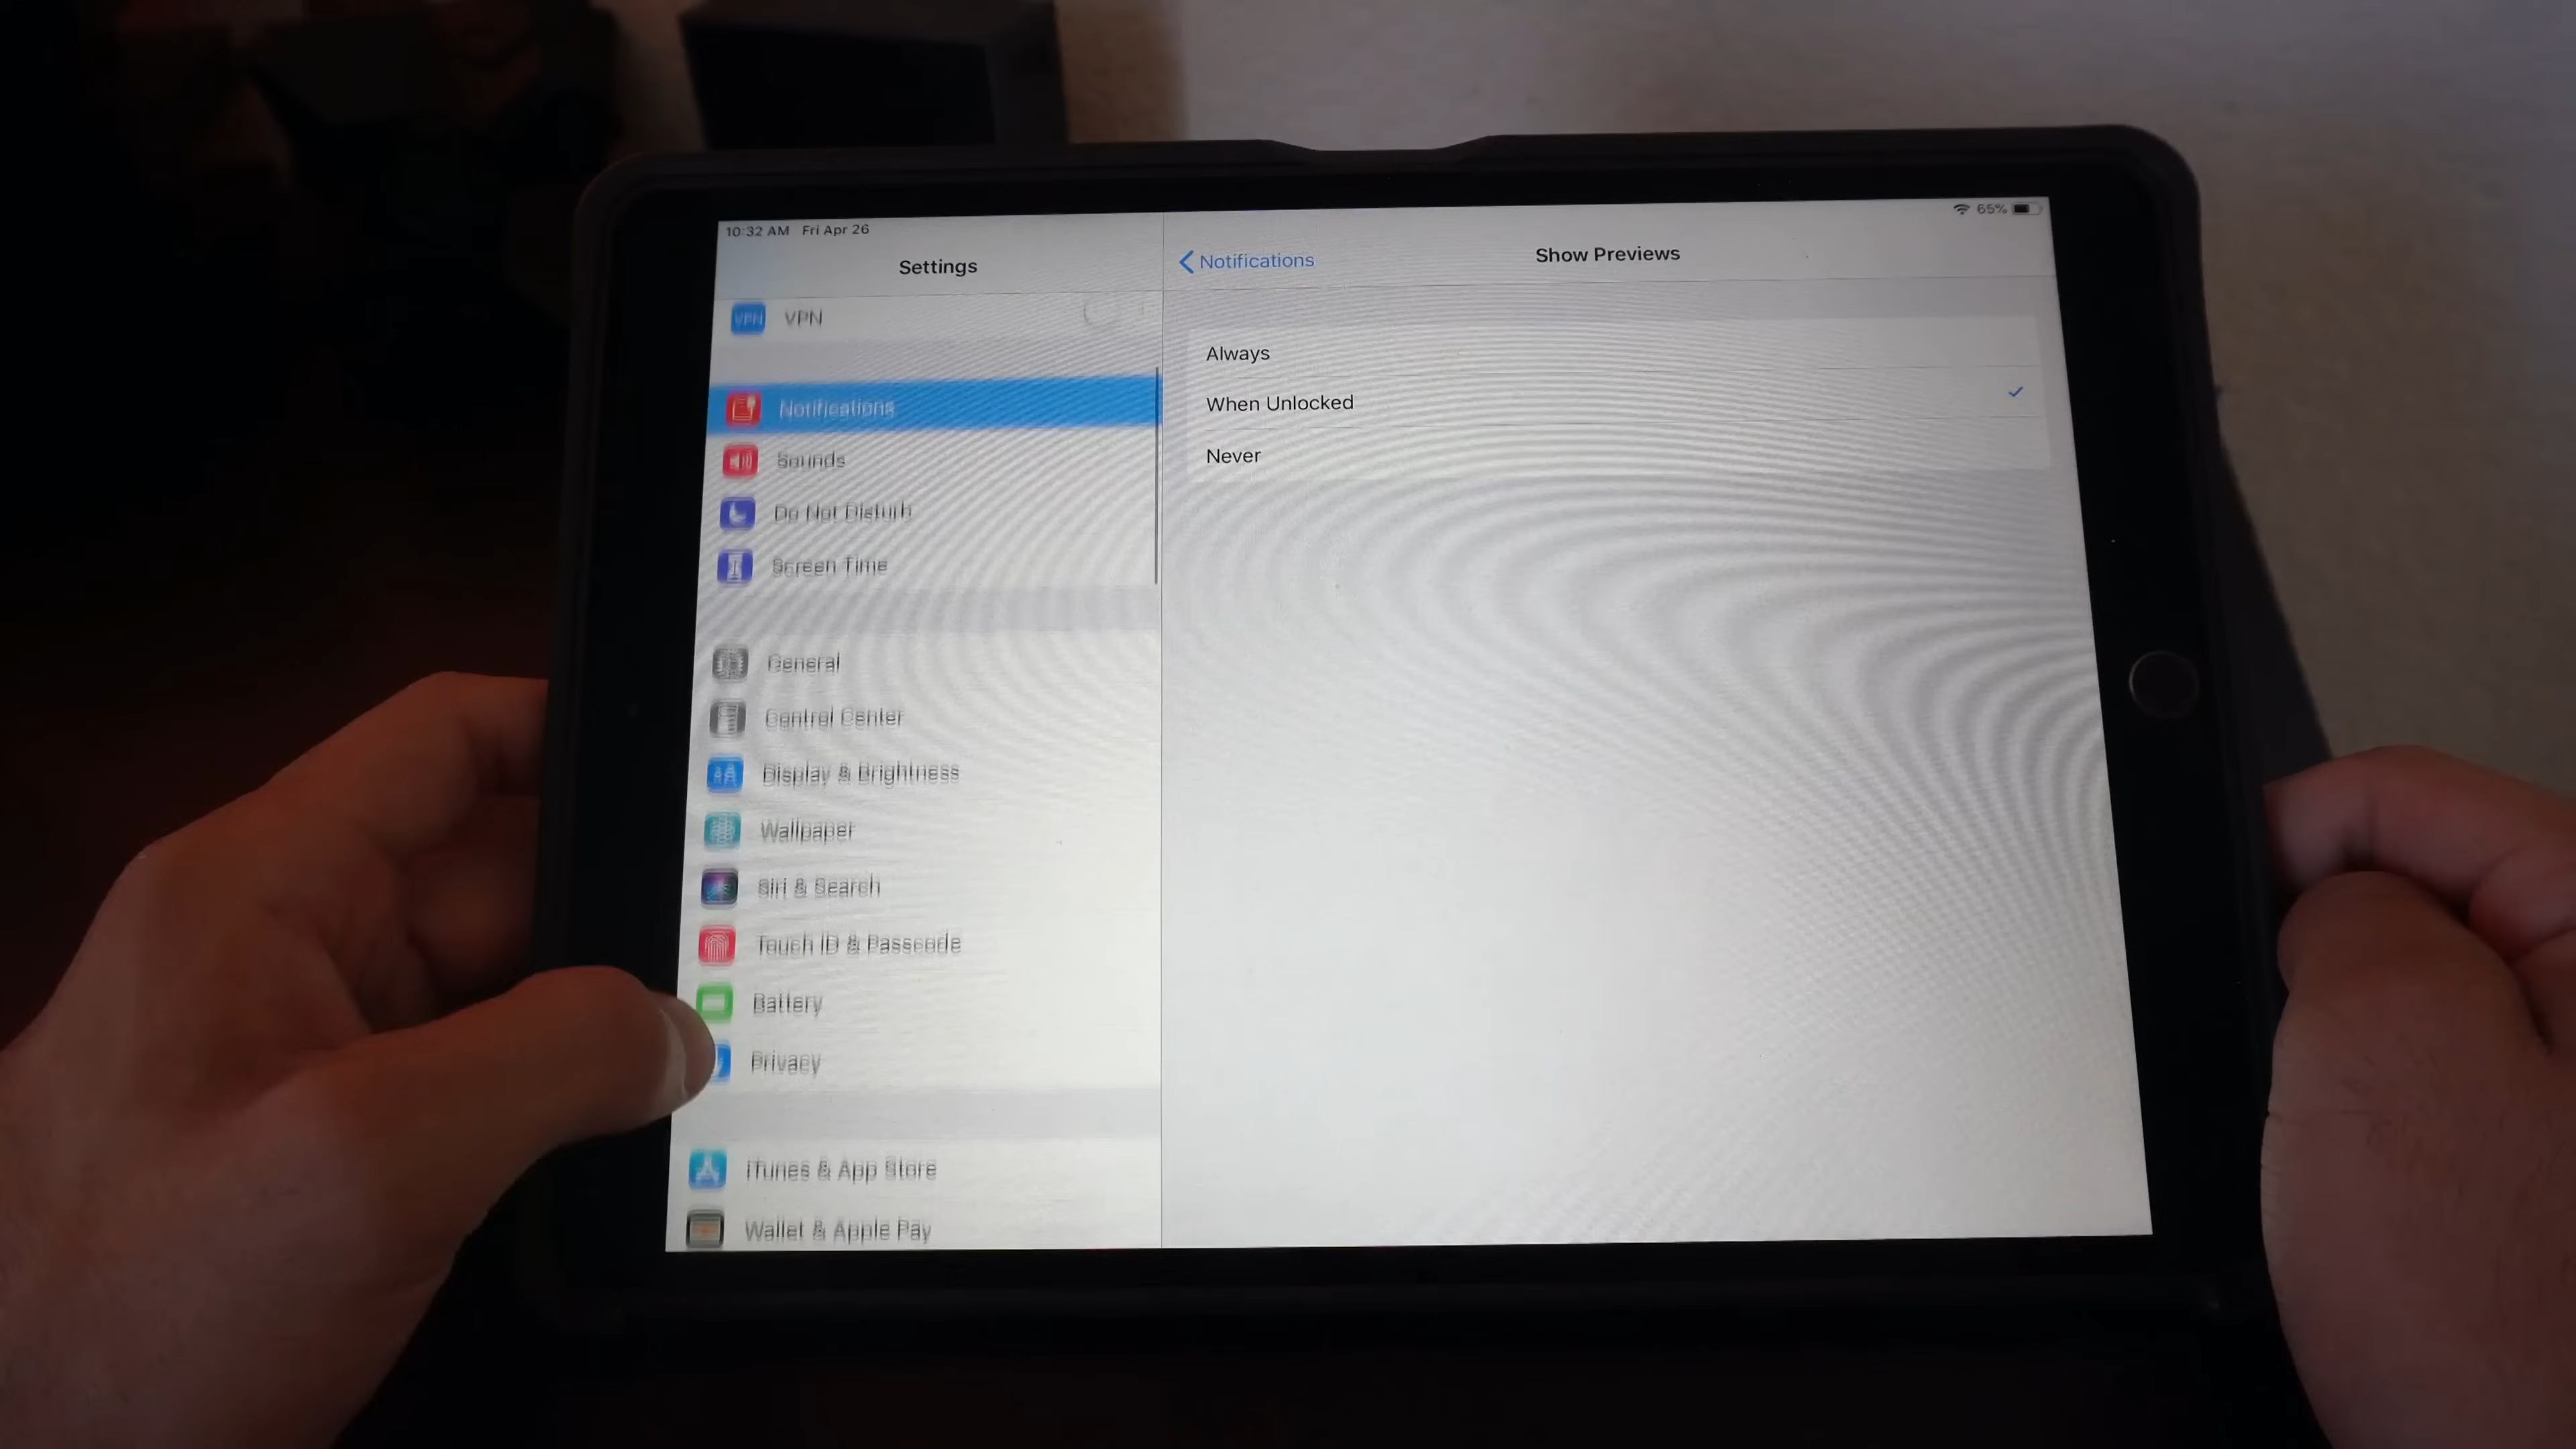 10:32 AM Fri Apr 26
65%
Settings
VPN VPN
Notifications
Sounds
Do Not Disturb
Screen Time
General
Control Center
AA Display & Brightness
Wallpaper
Siri & Search
Touch ID & Passcode
Battery
Privacy
iTunes & App Store
Wallet & Apple Pay
Notifications
Show Previews
Always
When Unlocked
Never